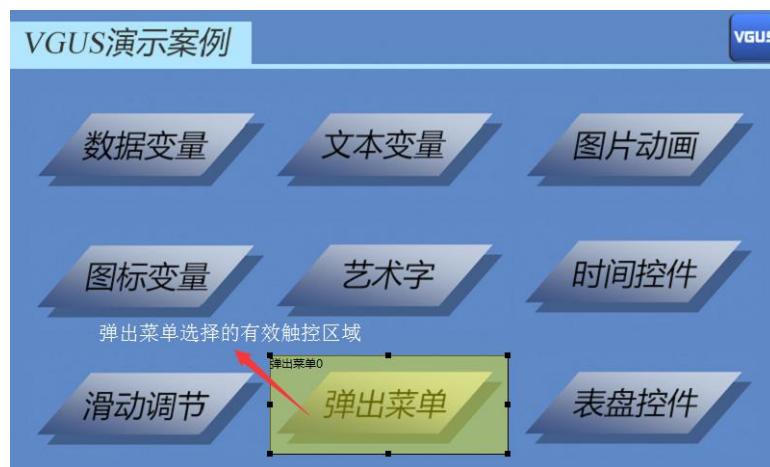 VGUS演示案例
VGUS
数据变量
文本变量
图片动画
图标变量
艺术字
时间控件
弹出菜单选择的有效触控区域
弹出菜单0
滑动调节
弹出菜单
表盘控件